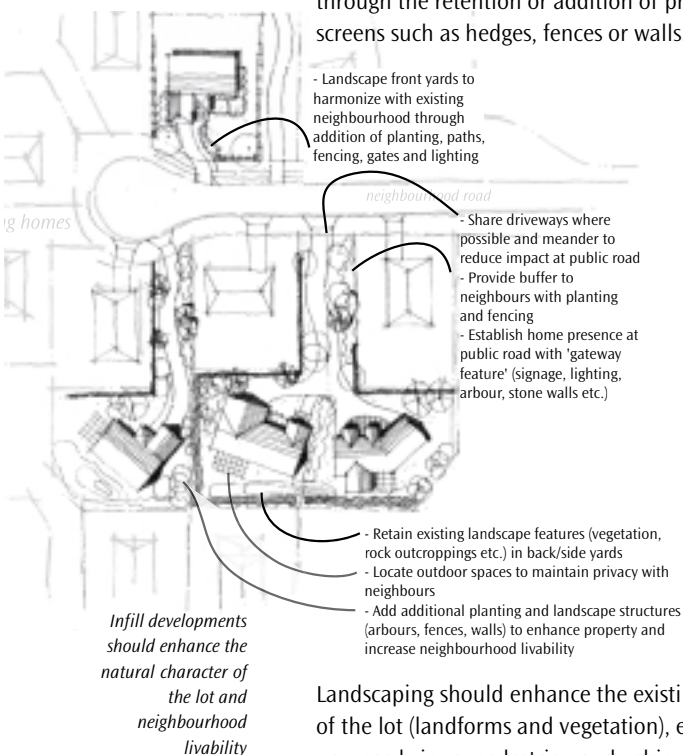 through the retention or addition of
screens such as hedges, fences or walls
- Landscape front yards to
harmonize with existing
neighbourhood through
addition of planting, paths,
fencing, gates and lighting
neighbourhood road
homes
- Share driveways where
possible and meander to
reduce impact at public road
- Provide buffer to
neighbours with planting
and fencing
- Establish home presence at
public road with 'gateway
feature' (signage, lighting,
arbour, stone walls etc.)
- Retain existing landscape features (vegetation,
rock outcroppings etc.) in back/side yards
- Locate outdoor spaces to maintain privacy with
neighbours
- Add additional planting and landscape structures
(arbours, fences, walls) to enhance property and
increase neighbourhood livability
Infill developments
should enhance the
natural character of
the lot and
neighbourhood
livability
Landscaping should enhance the
of the lot (landforms and vegetation),